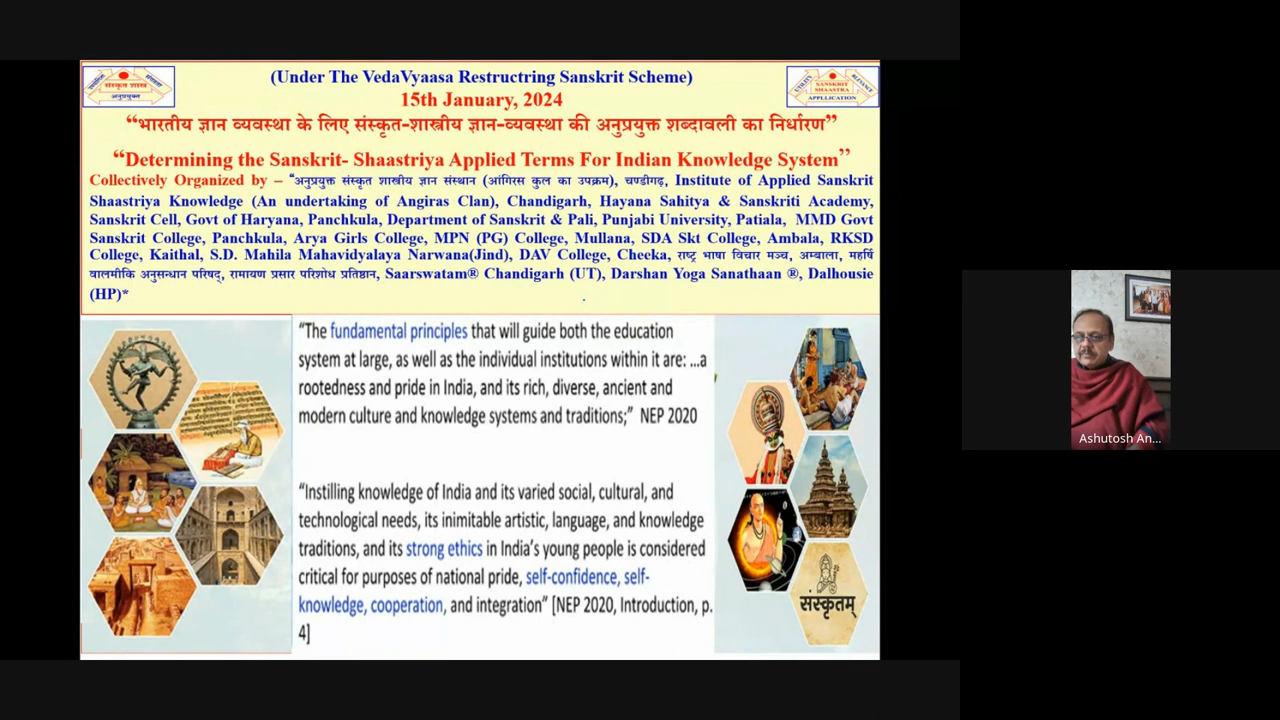 (Under The VedaVyaasa Restructring Sanskrit Scheme)
15th January, 2024
“भारतीय ज्ञान व्यवस्था के लिए संस्कृत-शास्त्रीय ज्ञान-व्यवस्था की अनुप्रयुक्त शब्दावली का निर्धारण”
“Determining the Sanskrit- Shaastriya Applied Terms For Indian Knowledge System”
Collectively Organized by – “अनुप्रयुक्त संस्कृत शास्त्रीय ज्ञान संस्थान (आंगिरस कुल का उपक्रम), चण्डीगढ़, Institute of Applied Sanskrit
Shaastriya Knowledge (An undertaking of Angiras Clan), Chandigarh, Hayana Sahitya & Sanskriti Academy,
Sanskrit Cell, Govt of Haryana, Panchkula, Department of Sanskrit & Pali, Punjabi University, Patiala, MMD Govt
Sanskrit College, Panchkula, Arya Girls College, MPN (PG) College, Mullana, SDA Skt College, Ambala, RKSD
College, Kaithal, S.D. Mahila Mahavidyalaya Narwana(Jind), DAV College, Cheeka, राष्ट्र भाषा विचार मञ्च, अम्बाला, महर्षि
वाल्मीकि अनुसन्धान परिषद्, रामायण प्रसार परिशोध प्रतिष्ठान, Saarswatam® Chandigarh (UT), Darshan Yoga Sanathaan ®, Dalhousie
(HP)*
संस्कृत शास्त्र
अनुप्रयुक्त
UTILITY
SANSKRIT
SHAASTRA
APPLLICATION
“The fundamental principles that will guide both the education
system at large, as well as the individual institutions within it are: ...a
rootedness and pride in India, and its rich, diverse, ancient and
modern culture and knowledge systems and traditions;” NEP 2020
“Instilling knowledge of India and its varied social, cultural, and
technological needs, its inimitable artistic, language, and knowledge
traditions, and its strong ethics in India’s young people is considered
critical for purposes of national pride, self-confidence, self-
knowledge, cooperation, and integration” [NEP 2020, Introduction, p.
4]
संस्कृतम्
Ashutosh An...